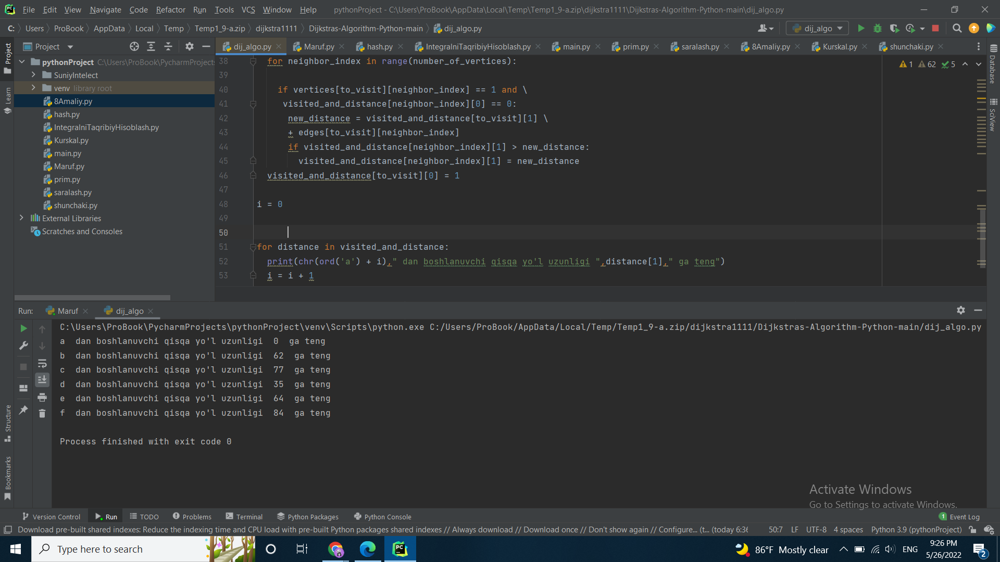 File Edit View Navigate Code Refactor Run Tools VCS Window Help pythonProject - C:\Users\ProBook\AppData\Local\Temp\Temp1_9-a.zip\dijkstra1111\Dijkstras-Algorithm-Python-main\dij_algo.py
C: Users ProBook AppData Local Temp Temp1_9-a.zip dijkstra1111 Dijkstras-Algorithm-Python-main dij_algo.py dij_algo
Project dij_algo.py Maruf.py hash.py IntegralniTaqribiyHisoblash.py main.py prim.py saralash.py 8Amaliy.py Kurskal.py shunchaki.py
Project
Learn
Structure
Bookmarks
Database
SciView
pythonProject C:\Users\ProBook\PycharmProjects
SuniyIntelect
venv library root
8Amaliy.py
hash.py
IntegralniTaqribiyHisoblash.py
Kurskal.py
main.py
Maruf.py
prim.py
saralash.py
shunchaki.py
External Libraries
Scratches and Consoles
1 62 5
38 for neighbor_index in range(number_of_vertices):
39
40 if vertices[to_visit][neighbor_index] == 1 and \
41 visited_and_distance[neighbor_index][0] == 0:
42 new_distance = visited_and_distance[to_visit][1] \
43 + edges[to_visit][neighbor_index]
44 if visited_and_distance[neighbor_index][1] > new_distance:
45 visited_and_distance[neighbor_index][1] = new_distance
46 visited_and_distance[to_visit][0] = 1
47
48 i = 0
49
50
51 for distance in visited_and_distance:
52 print(chr(ord('a') + i)," dan boshlanuvchi qisqa yo'l uzunligi ",distance[1]," ga teng")
53 i = i + 1
Run: Maruf dij_algo
C:\Users\ProBook\PycharmProjects\pythonProject\venv\Scripts\python.exe C:/Users/ProBook/AppData/Local/Temp/Temp1_9-a.zip/dijkstra1111/Dijkstras-Algorithm-Python-main/dij_algo.py
a dan boshlanuvchi qisqa yo'l uzunligi 0 ga teng
b dan boshlanuvchi qisqa yo'l uzunligi 62 ga teng
c dan boshlanuvchi qisqa yo'l uzunligi 77 ga teng
d dan boshlanuvchi qisqa yo'l uzunligi 35 ga teng
e dan boshlanuvchi qisqa yo'l uzunligi 64 ga teng
f dan boshlanuvchi qisqa yo'l uzunligi 84 ga teng
Process finished with exit code 0
Activate Windows
Go to Settings to activate Windows.
Version Control Run TODO Problems Terminal Python Packages Python Console 1 Event Log
Download pre-built shared indexes: Reduce the indexing time and CPU load with pre-built Python packages shared indexes // Always download // Download once // Don't show again // Configure... (t... (today 6:36 50:7 LF UTF-8 4 spaces Python 3.9 (pythonProject)
Type here to search PC 86°F Mostly clear ENG 9:26 PM
5/26/2022 2